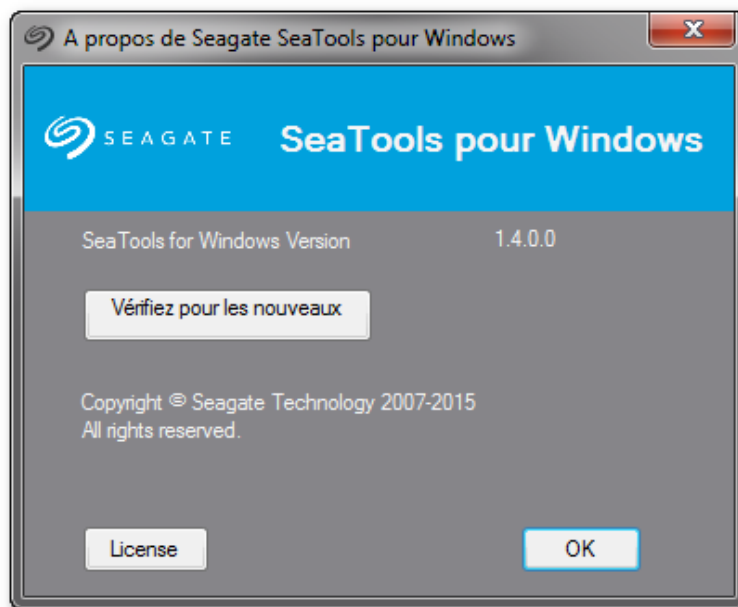 A propos de Seagate SeaTools pour Windows
SEAGATE
SeaTools pour Windows
SeaTools for Windows Version 1.4.0.0
Vérifiez pour les nouveaux
Copyright © Seagate Technology 2007-2015
All rights reserved.
License
OK